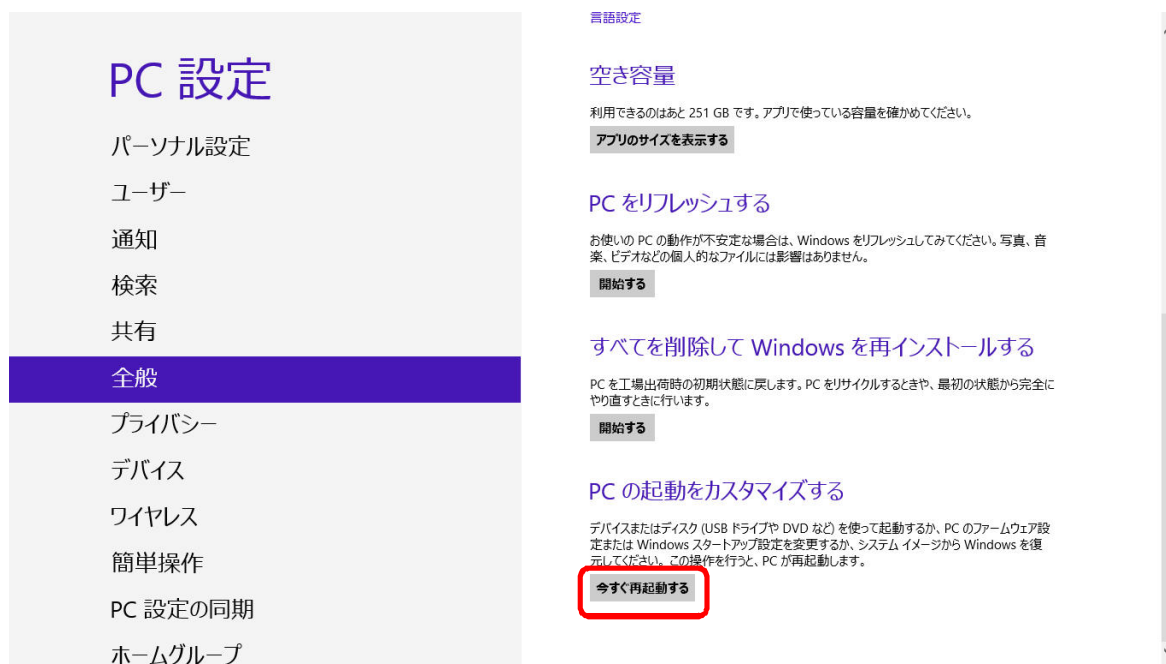 PC 設定
パーソナル設定
ユーザー
通知
検索
共有
全般
プライバシー
デバイス
ワイヤレス
簡単操作
PC 設定の同期
ホームグループ
言語設定
空き容量
利用できるのはあと 251 GB です。アプリで使っている容量を確かめてください。
アプリのサイズを表示する
PC をリフレッシュする
お使いの PC の動作が不安定な場合は、Windows をリフレッシュしてみてください。写真、音
楽、ビデオなどの個人的なファイルには影響はありません。
開始する
すべてを削除して Windows を再インストールする
PC を工場出荷時の初期状態に戻します。PC をリサイクルするときや、最初の状態から完全に
やり直すときに行います。
開始する
PC の起動をカスタマイズする
デバイスまたはディスク (USB ドライブや DVD など) を使って起動するか、PC のファームウェア設
定または Windows スタートアップ設定を変更するか、システム イメージから Windows を復
元してください。この操作を行うと、PC が再起動します。
今すぐ再起動する